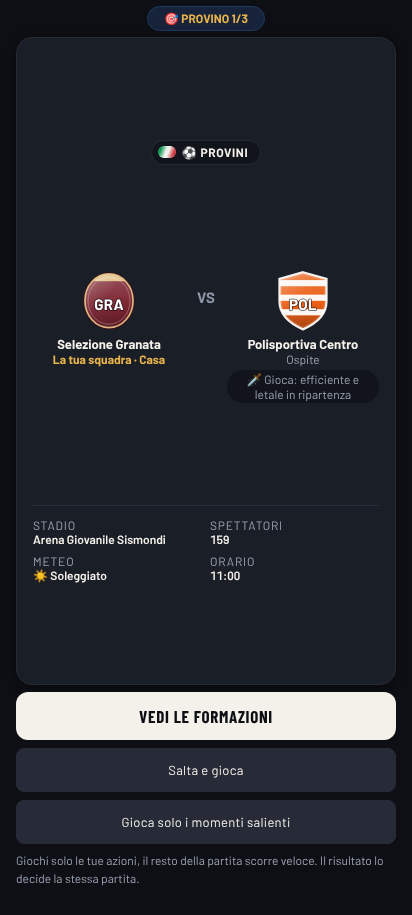 🎯 PROVINO 1/3
⚽ PROVINI
GRA
VS
POL
Selezione Granata
La tua squadra · Casa
Polisportiva Centro
Ospite
🗡️ Gioca: efficiente e
letale in ripartenza
STADIO
Arena Giovanile Sismondi
SPETTATORI
159
METEO
☀️ Soleggiato
ORARIO
11:00
VEDI LE FORMAZIONI
Salta e gioca
Gioca solo i momenti salienti
Giochi solo le tue azioni, il resto della partita scorre veloce. Il risultato lo
decide la stessa partita.